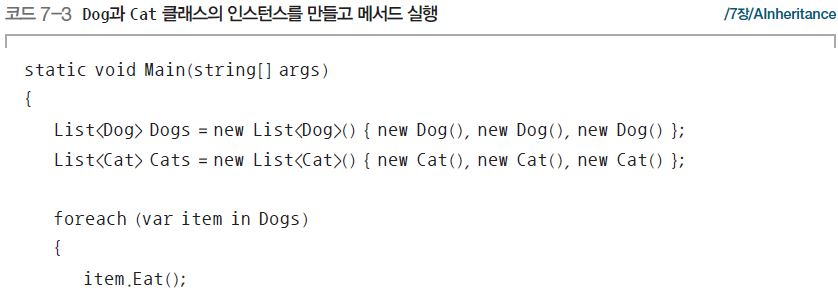 코드 7-3 Dog과 Cat 클래스의 인스턴스를 만들고 메서드 실행 /7장/AInheritance
static void Main(string[] args)
{
List<Dog> Dogs = new List<Dog>() { new Dog(), new Dog(), new Dog() };
List<Cat> Cats = new List<Cat>() { new Cat(), new Cat(), new Cat() };
foreach (var item in Dogs)
{
item.Eat();